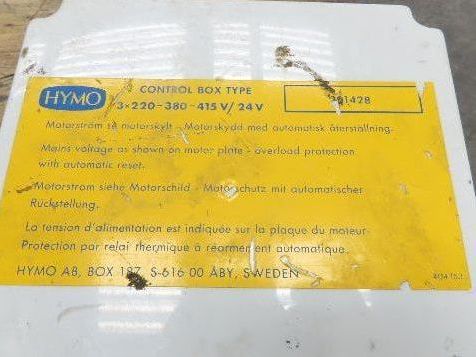 HYMO
CONTROL BOX TYPE
3×220-380-415 V/24 V
Motorström se motorskylt - Motorskydd med automatisk återställning.
Mains voltage as shown on motor plate - overload protection
with automatic reset.
Motorstrom siehe Motorschild - Motorschutz mit automatischer
Rückstellung.
La tension d'alimentation est indiquée sur la plaque du moteur-
Protection par relai thermique à rearment automatique.
HYMO AB, BOX 187, S-616 00 ÅBY, SWEDEN